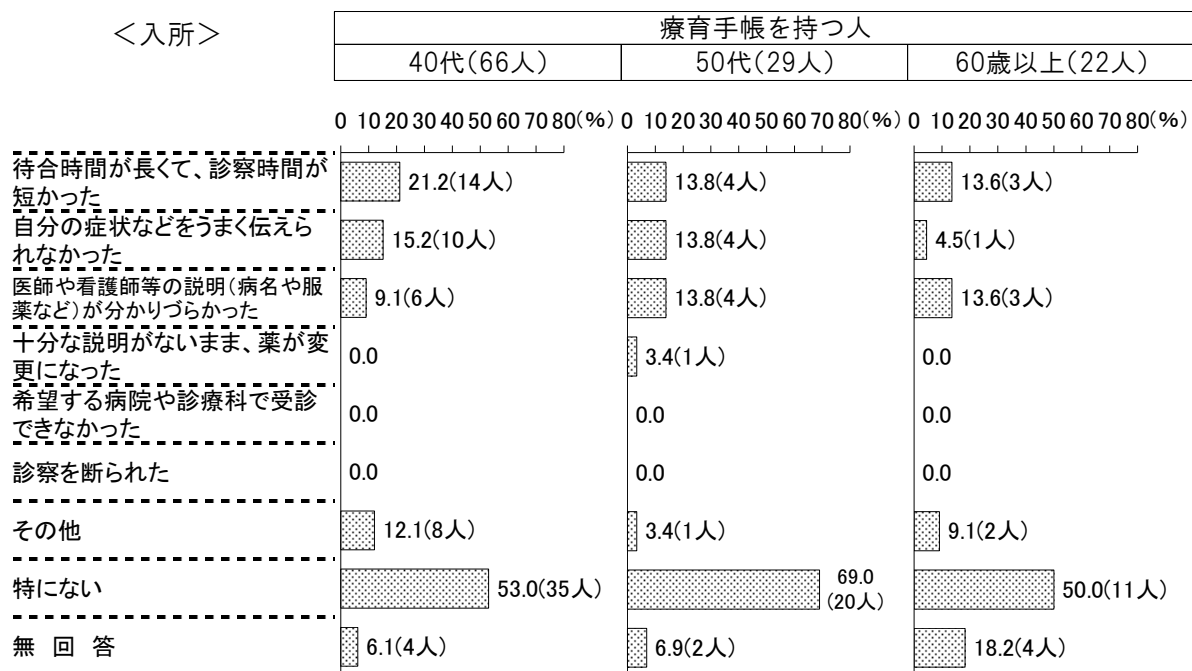 ＜入所＞
療育手帳を持つ人
40代(66人) 50代(29人) 60歳以上(22人)
0 10 20 30 40 50 60 70 80(%) 0 10 20 30 40 50 60 70 80(%) 0 10 20 30 40 50 60 70 80(%)
待合時間が長くて、診察時間が
短かった
21.2(14人) 13.8(4人) 13.6(3人)
自分の症状などをうまく伝えら
れなかった
15.2(10人) 13.8(4人) 4.5(1人)
医師や看護師等の説明(病名や服
薬など)が分かりづらかった
9.1(6人) 13.8(4人) 13.6(3人)
十分な説明がないまま、薬が変
更になった
0.0 3.4(1人) 0.0
希望する病院や診療科で受診
できなかった
0.0 0.0 0.0
診察を断られた
0.0 0.0 0.0
その他
12.1(8人) 3.4(1人) 9.1(2人)
特にない
53.0(35人) 69.0
(20人) 50.0(11人)
無 回 答
6.1(4人) 6.9(2人) 18.2(4人)